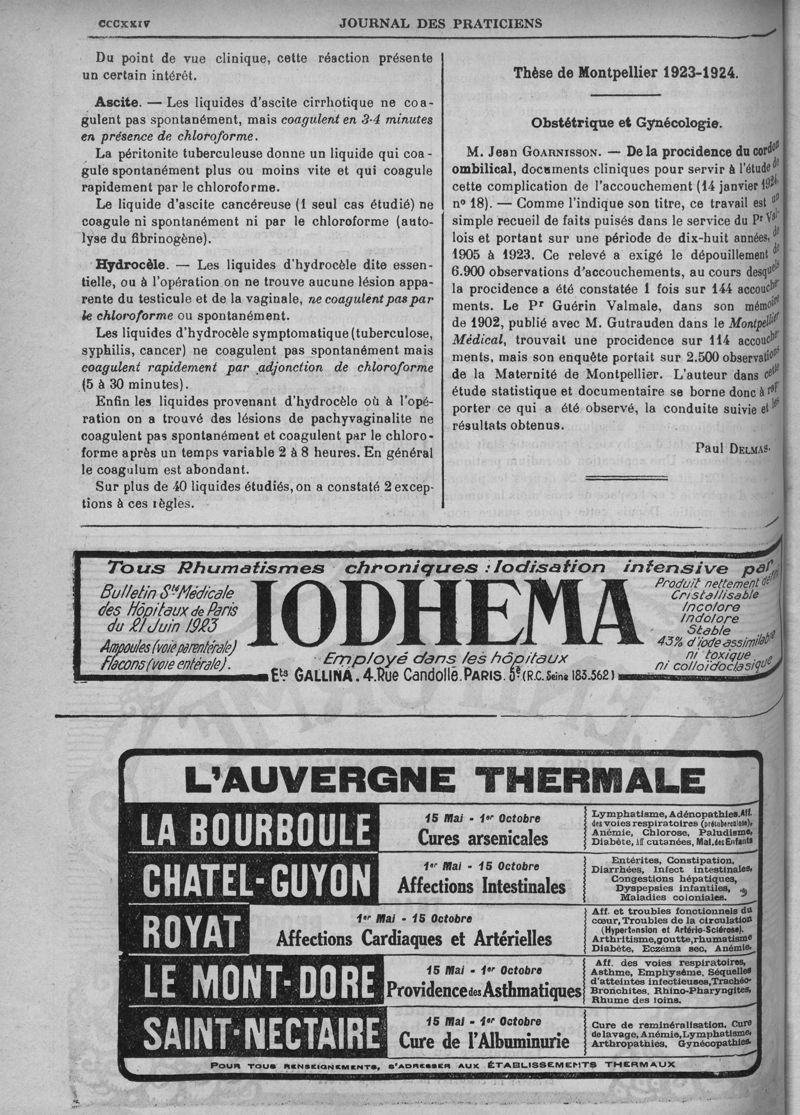 CCCXXIV
JOURNAL DES PRATICIENS
Du point de vue clinique, cette réaction présente
un certain intérêt.
Ascite. — Les liquides d'ascite cirrhotique ne coa-
gulent pas spontanément, mais coagulent en 3-4 minutes
en présence de chloroforme.
La péritonite tuberculeuse donne un liquide qui coa-
gule spontanément plus ou moins vite et qui coagule
rapidement par le chloroforme.
Le liquide d'ascite cancéreuse (1 seul cas étudié) ne
coagule ni spontanément ni par le chloroforme (auto-
lyse du fibrinogène).
Hydrocèle. — Les liquides d'hydrocèle dite essen-
tielle, ou à l'opération on ne trouve aucune lésion appa-
rente du testicule et de la vaginale, ne coagulent pas par
le chloroforme ou spontanément.
Les liquides d'hydrocèle symptomatique (tuberculose,
syphilis, cancer) ne coagulent pas spontanément mais
coagulent rapidement par adjonction de chloroforme
(5 à 30 minutes).
Enfin les liquides provenant d'hydrocèle où à l'opé-
ration on a trouvé des lésions de pachyvaginalite ne
coagulent pas spontanément et coagulent par le chloro-
forme après un temps variable 2 à 8 heures. En général
le coagulum est abondant.
Sur plus de 40 liquides étudiés, on a constaté 2 excep-
tions à ces règles.
Thèse de Montpellier 1923-1924.
Obstétrique et Gynécologie.
M. Jean GOARNISSON. — De la procidence du cordon
ombilical, documents cliniques pour servir à l'étude de
cette complication de l'accouchement (14 janvier 1924,
n° 18). — Comme l'indique son titre, ce travail est un
simple recueil de faits puisés dans le service du Pr Val-
lois et portant sur une période de dix-huit années, de
1905 à 1923. Ce relevé a exigé le dépouillement de
6.900 observations d'accouchements, au cours desquels
la procidence a été constatée 1 fois sur 144 accouche-
ments. Le Pr Guérin Valmale, dans son mémoire
de 1902, publié avec M. Gutrauden dans le Montpellier
Médical, trouvait une procidence sur 114 accouche-
ments, mais son enquête portait sur 2.500 observations
de la Maternité de Montpellier. L'auteur dans cette
étude statistique et documentaire se borne donc à rap-
porter ce qui a été observé, la conduite suivie et les
résultats obtenus.
Paul DELMAS.
Tous Rhumatismes chroniques : Iodisation intensive par
Bulletin Sté Médicale
des Hôpitaux de Paris
du 21 Juin 1923
Ampoules (voie parentérale)
Flacons (voie entérale).
IODHEMA
Employé dans les hôpitaux
Produit nettement défini
Cristallisable
Incolore
Indolore
Stable
43% d'iode assimilable
ni toxique
ni colloïdoclasique
Ets GALLINA. 4. Rue Candolle. PARIS. 5e (R.C. Seine 183.562)
L'AUVERGNE THERMALE
LA BOURBOULE
15 Mai - 1er Octobre
Cures arsenicales
Lymphatisme, Adénopathies, Aff.
des voies respiratoires (prétuberculose),
Anémie, Chlorose, Paludisme,
Diabète, Aff cutanées, Mal. des Enfants
CHATEL-GUYON
1er Mai - 15 Octobre
Affections Intestinales
Entérites, Constipation,
Diarrhées, Infect intestinales,
Congestions hépatiques,
Dyspepsies infantiles,
Maladies coloniales.
ROYAT
1er Mai - 15 Octobre
Affections Cardiaques et Artérielles
Aff. et troubles fonctionnels du
cœur, Troubles de la circulation
(Hypertension et Artério-Sclérose),
Arthritisme, goutte, rhumatisme
Diabète, Eczéma sec, Anémie.
LE MONT-DORE
15 Mai - 1er Octobre
Providence des Asthmatiques
Aff. des voies respiratoires,
Asthme, Emphysème, Séquelles
d'atteintes infectieuses, Trachéo-
Bronchites, Rhino-Pharyngites,
Rhume des foins.
SAINT-NECTAIRE
15 Mai - 1er Octobre
Cure de l'Albuminurie
Cure de reminéralisation, Cure
de lavage, Anémie, Lymphatisme,
Arthropathies, Gynécopathies.
POUR TOUS RENSEIGNEMENTS, S'ADRESSER AUX ÉTABLISSEMENTS THERMAUX